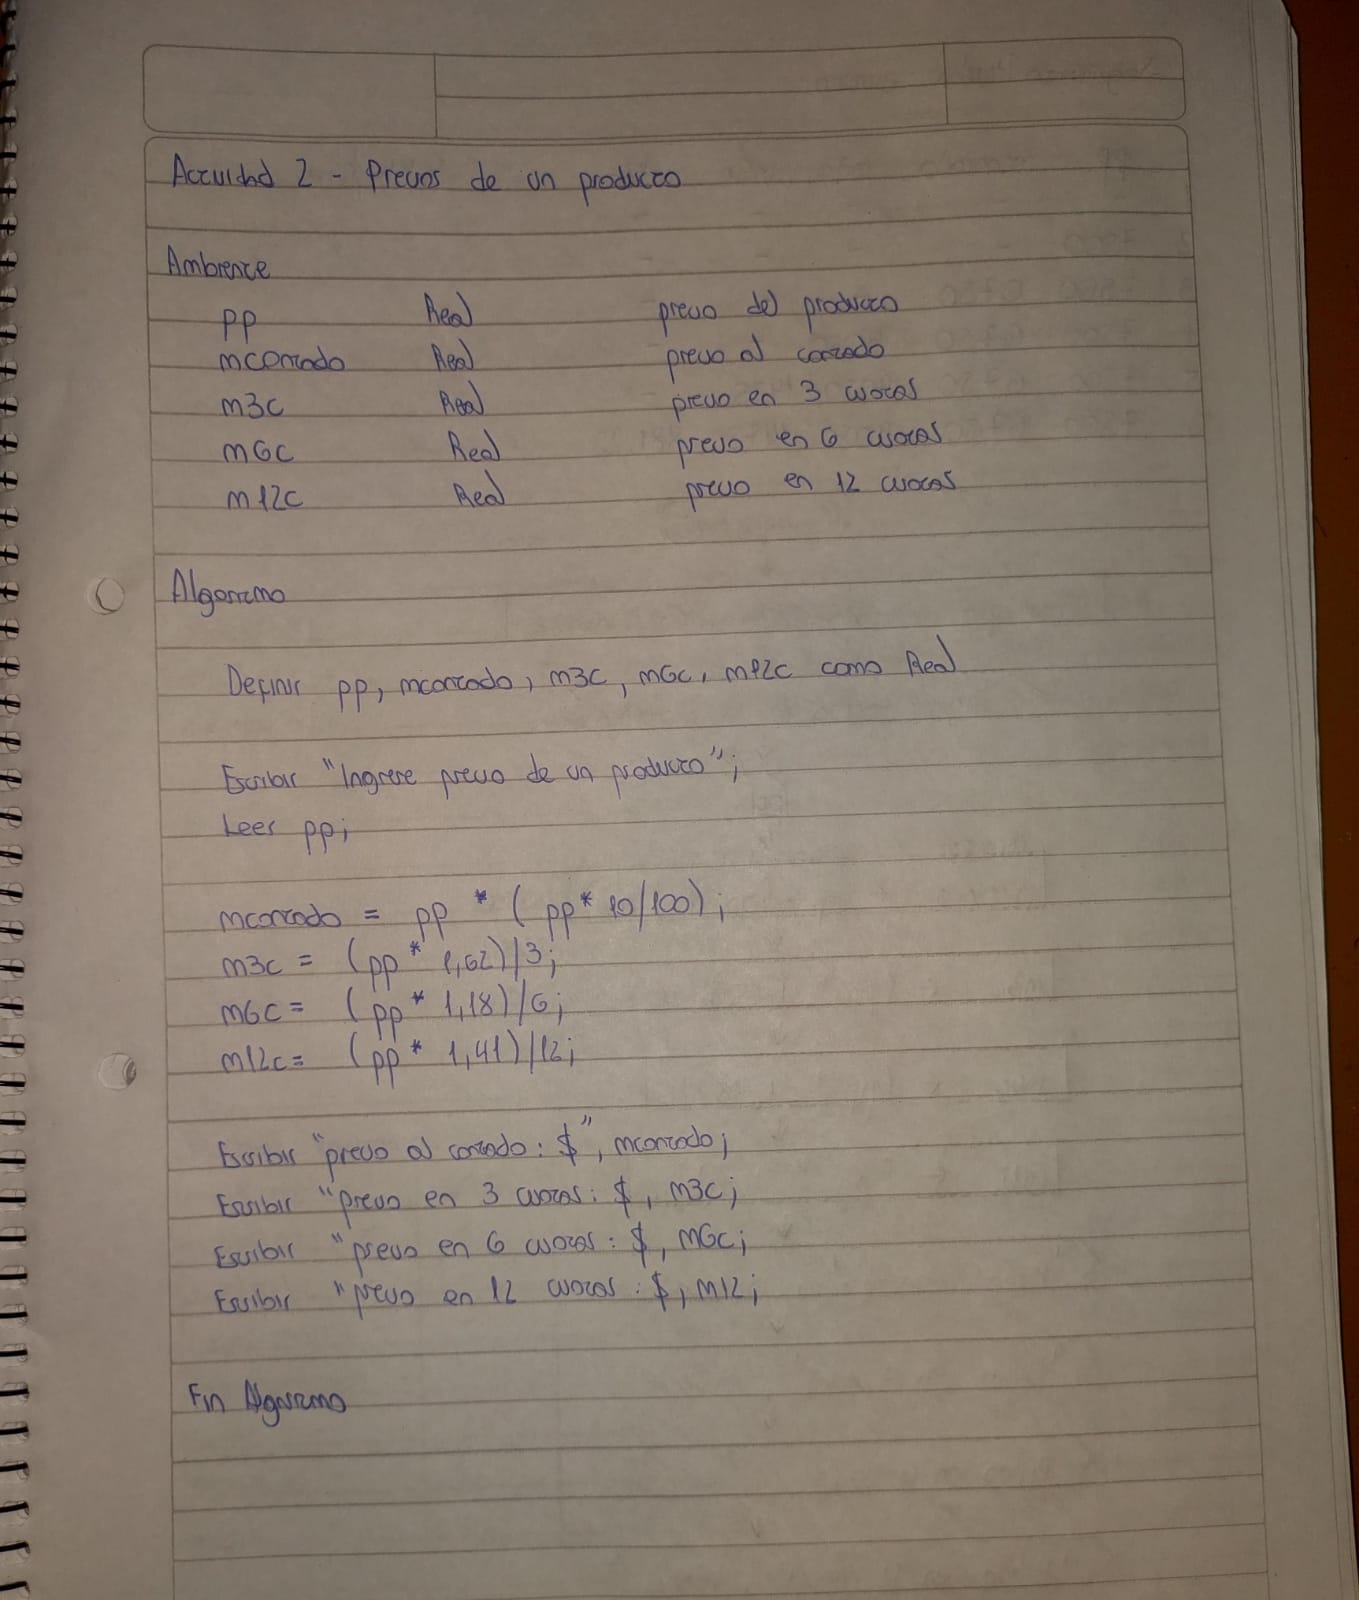 Actividad 2 - Precios de un producto
Ambiente
pp Real precio del producto
mcontado Real precio al contado
m3c Real precio en 3 cuotas
m6c Real precio en 6 cuotas
m12c Real precio en 12 cuotas
Algoritmo
Definir pp, mcontado, m3c, m6c, m12c como Real
Escribir "Ingrese precio de un producto";
Leer pp;
mcontado = pp * (pp * 10/100);
m3c = (pp * 1,02)/3;
m6c = (pp * 1,18)/6;
m12c = (pp * 1,41)/12;
Escribir "precio al contado: $", mcontado;
Escribir "precio en 3 cuotas: $, m3c;
Escribir "precio en 6 cuotas: $, m6c;
Escribir "precio en 12 cuotas: $, m12;
Fin Algoritmo